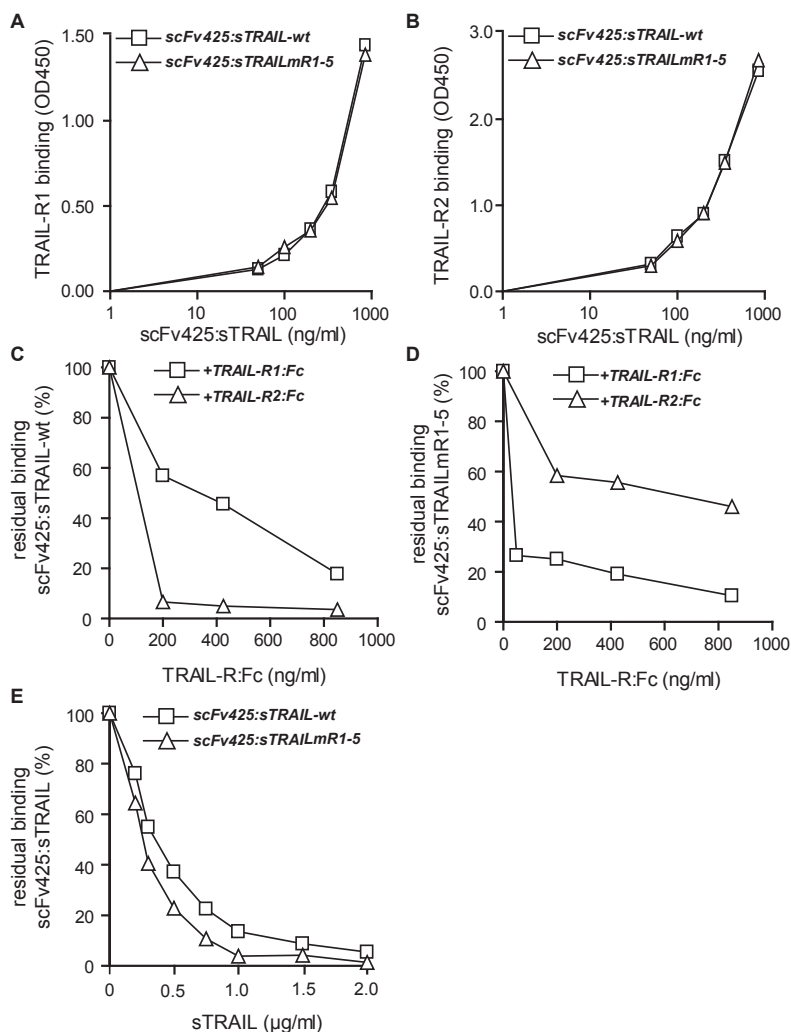 A
scFv425:sTRAIL-wt
scFv425:sTRAILmR1-5
TRAIL-R1 binding (OD450)
1.50
1.00
0.50
0.00
1
10
100
1000
scFv425:sTRAIL (ng/ml)
B
scFv425:sTRAIL-wt
scFv425:sTRAILmR1-5
TRAIL-R2 binding (OD450)
3.0
2.0
1.0
0.0
1
10
100
1000
scFv425:sTRAIL (ng/ml)
C
+TRAIL-R1:Fc
+TRAIL-R2:Fc
residual binding
scFv425:sTRAIL-wt (%)
100
80
60
40
20
0
0
200
400
600
800
1000
TRAIL-R:Fc (ng/ml)
D
+TRAIL-R1:Fc
+TRAIL-R2:Fc
residual binding
scFv425:sTRAILmR1-5 (%)
100
80
60
40
20
0
0
200
400
600
800
1000
TRAIL-R:Fc (ng/ml)
E
scFv425:sTRAIL-wt
scFv425:sTRAILmR1-5
residual binding
scFv425:sTRAIL (%)
100
80
60
40
20
0
0
0.5
1.0
1.5
2.0
sTRAIL (µg/ml)